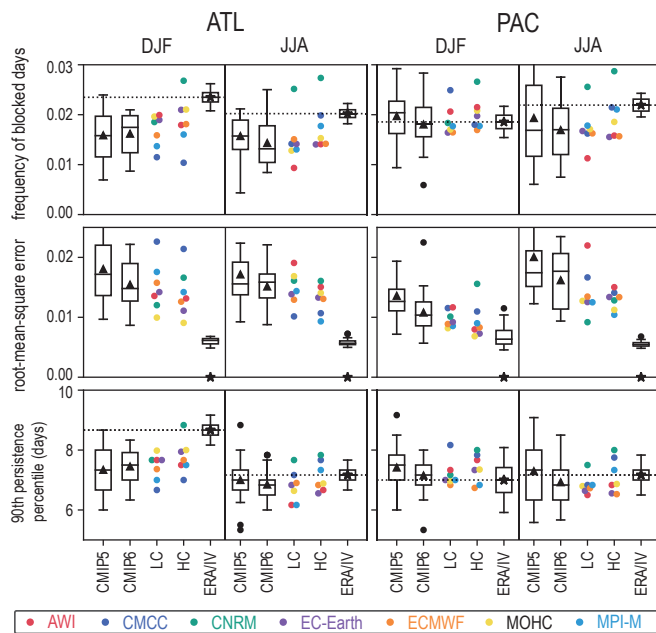 ATL PAC
DJF JJA DJF JJA
frequency of blocked days
0.03
0.02
0.01
0.00
root-mean-square error
0.02
0.01
0.00
90th persistence
percentile (days)
10
8
6
CMIP5 CMIP6 LC HC ERA/IV CMIP5 CMIP6 LC HC ERA/IV CMIP5 CMIP6 LC HC ERA/IV CMIP5 CMIP6 LC HC ERA/IV
AWI CMCC CNRM EC-Earth ECMWF MOHC MPI-M